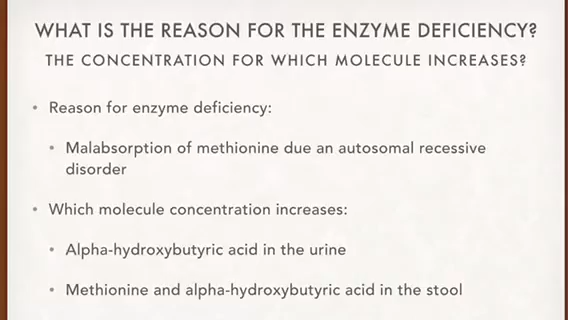 WHAT IS THE REASON FOR THE ENZYME DEFICIENCY?
THE CONCENTRATION FOR WHICH MOLECULE INCREASES?
• Reason for enzyme deficiency:
• Malabsorption of methionine due an autosomal recessive
disorder
• Which molecule concentration increases:
• Alpha-hydroxybutyric acid in the urine
• Methionine and alpha-hydroxybutyric acid in the stool